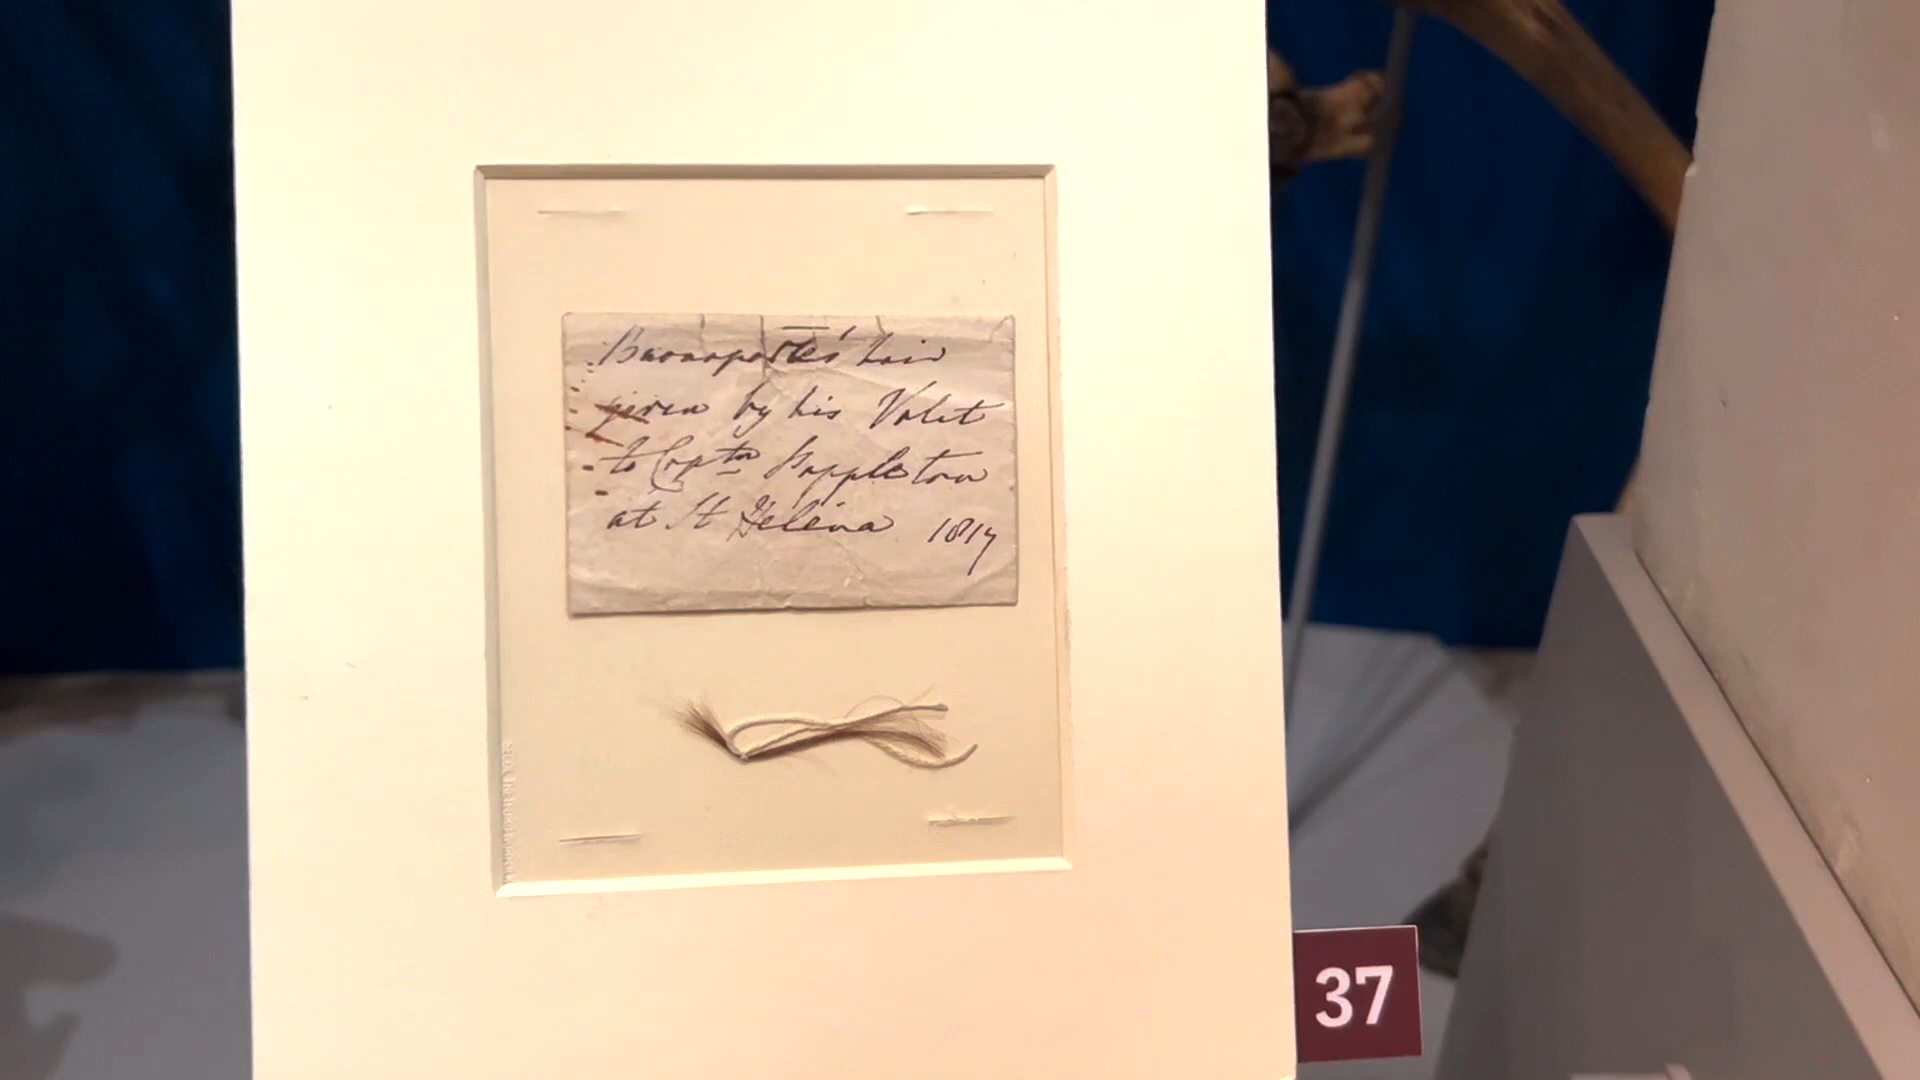 Buonaparte's hair
given by his Valet
to Captn Poppleton
at St Helena 1817
37